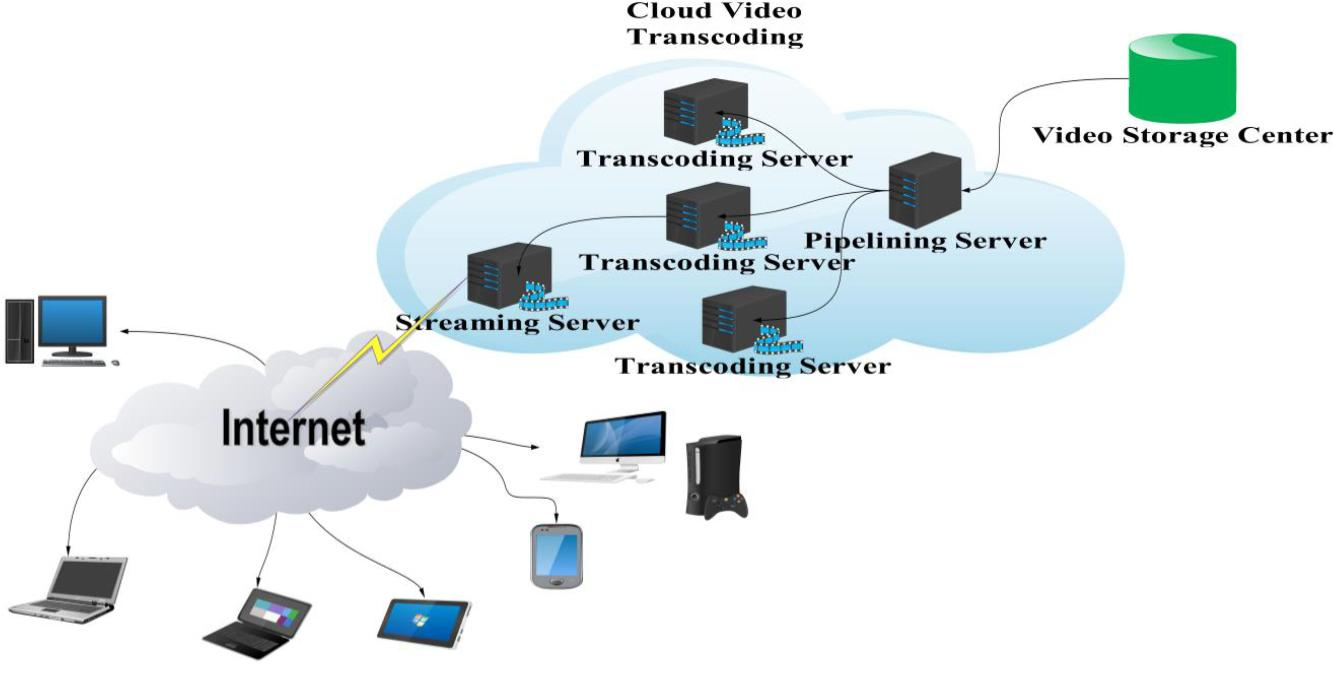 Cloud Video
Transcoding
Video Storage Center
Transcoding Server
Pipelining Server
Transcoding Server
Streaming Server
Transcoding Server
Internet